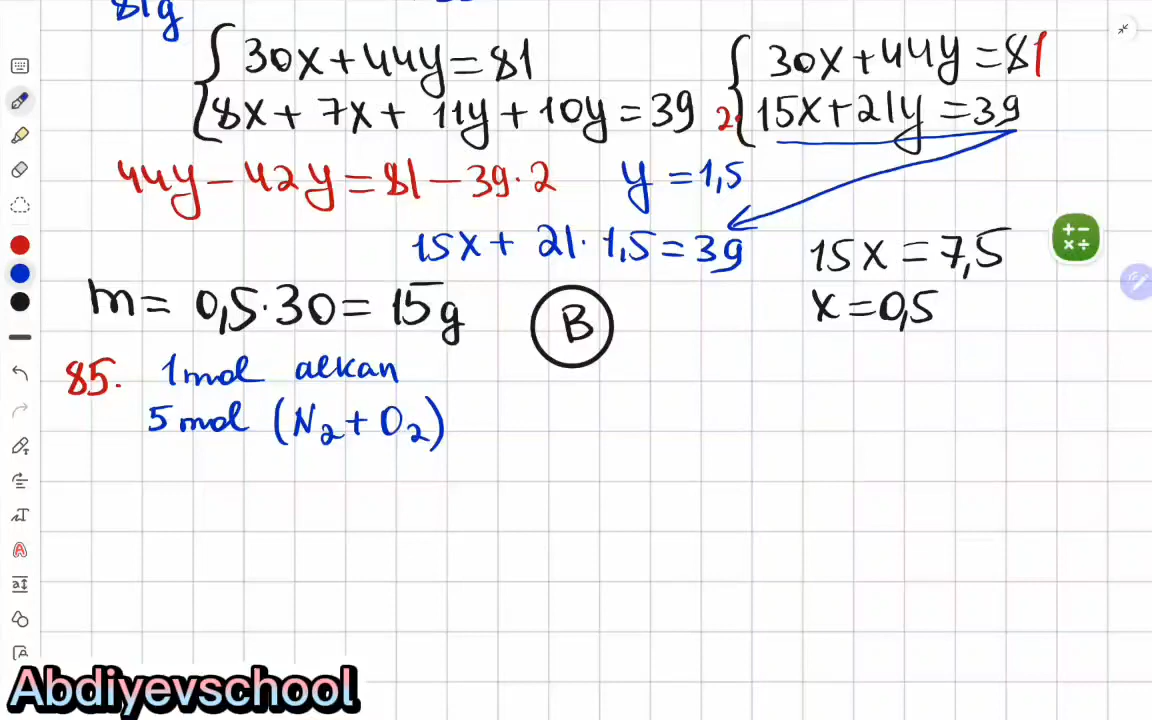 81g
30x+44y=81
8x+7x+11y+10y=39
30x+44y=81
2 15x+21y=39
44y-42y=81-39·2 y=1,5
15x+21·1,5=39 15x=7,5
m=0,5·30=15g B x=0,5
85. 1mol alkan
5mol (N₂+O₂)
Abdiyevschool